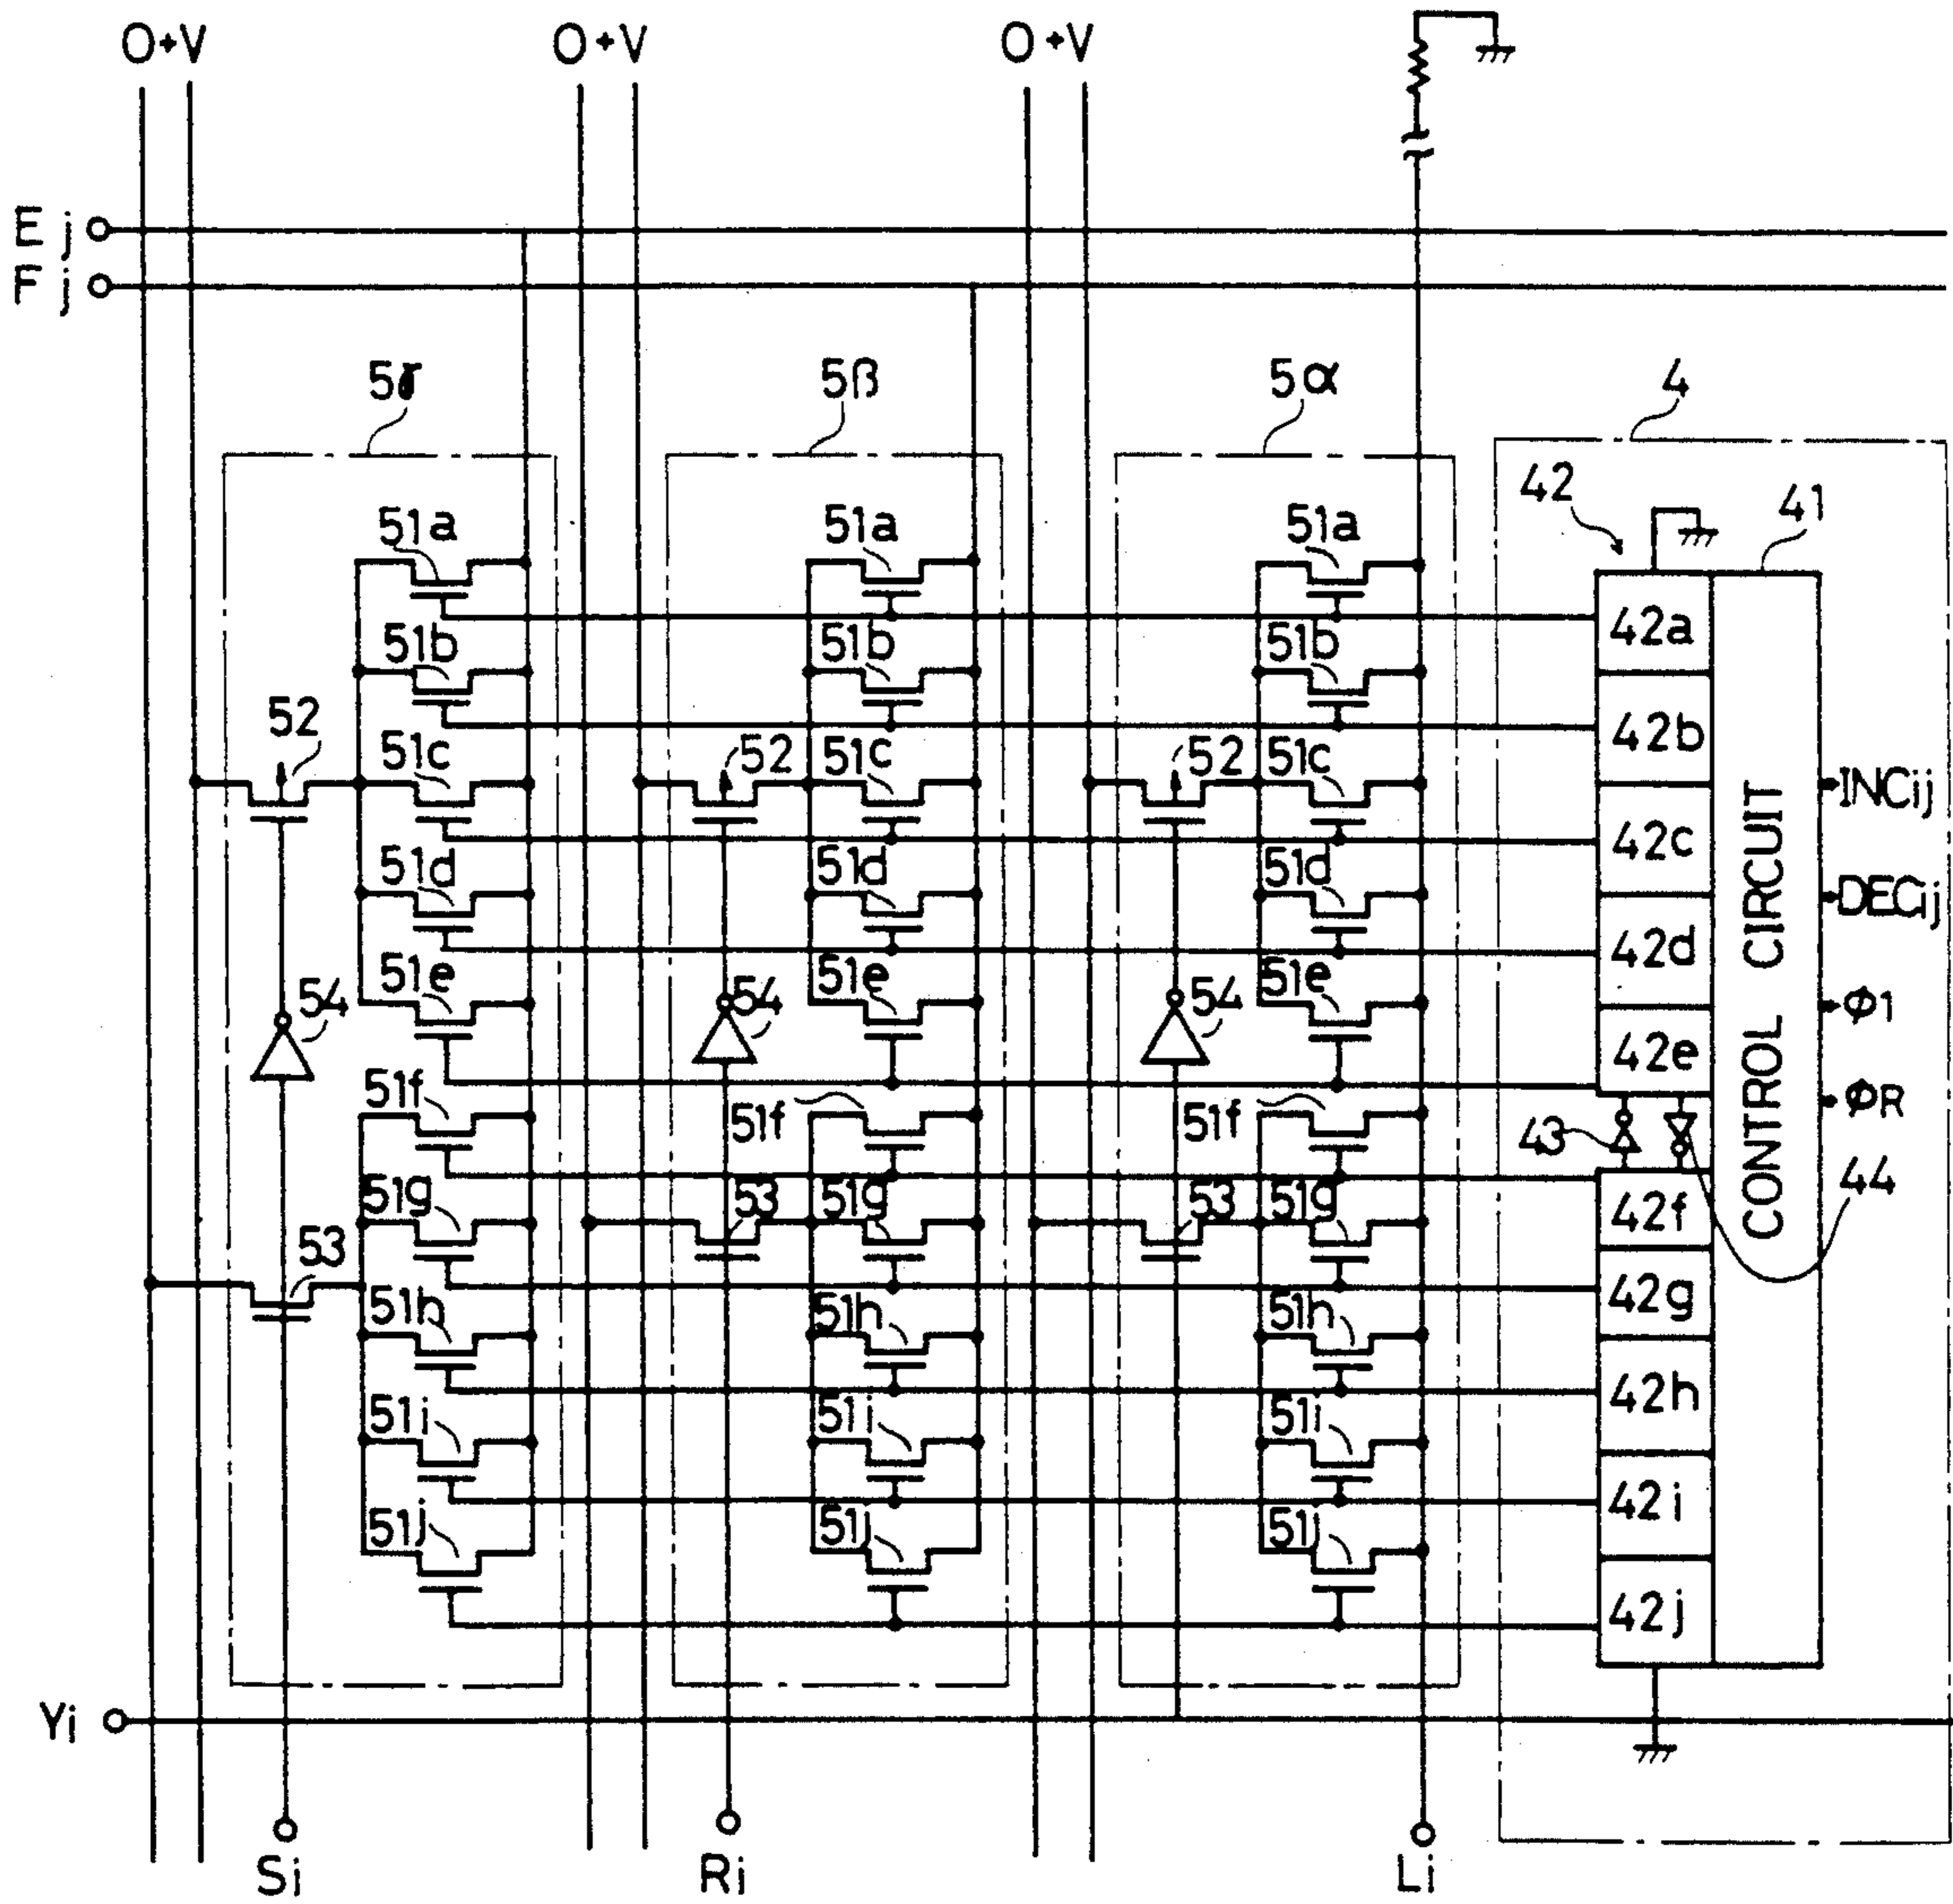 O+V O+V O+V
Ej
Fj
5γ 5β 5α 4
42 41
51a 51a 51a
42a
51b 51b 51b
42b
52 51c 52 51c 52 51c
INCij
42c
51d 51d 51d
DECij
42d
51e 51e 51e
54 54 54
Φ1
42e
CONTROL CIRCUIT
51f 51f 51f
43
ΦR
44
51g 53 51g 53 51g
42f
53
42g
51h 51h 51h
42h
51i 51i 51i
42i
51j 51j 51j
42j
Yi
Si Ri Li